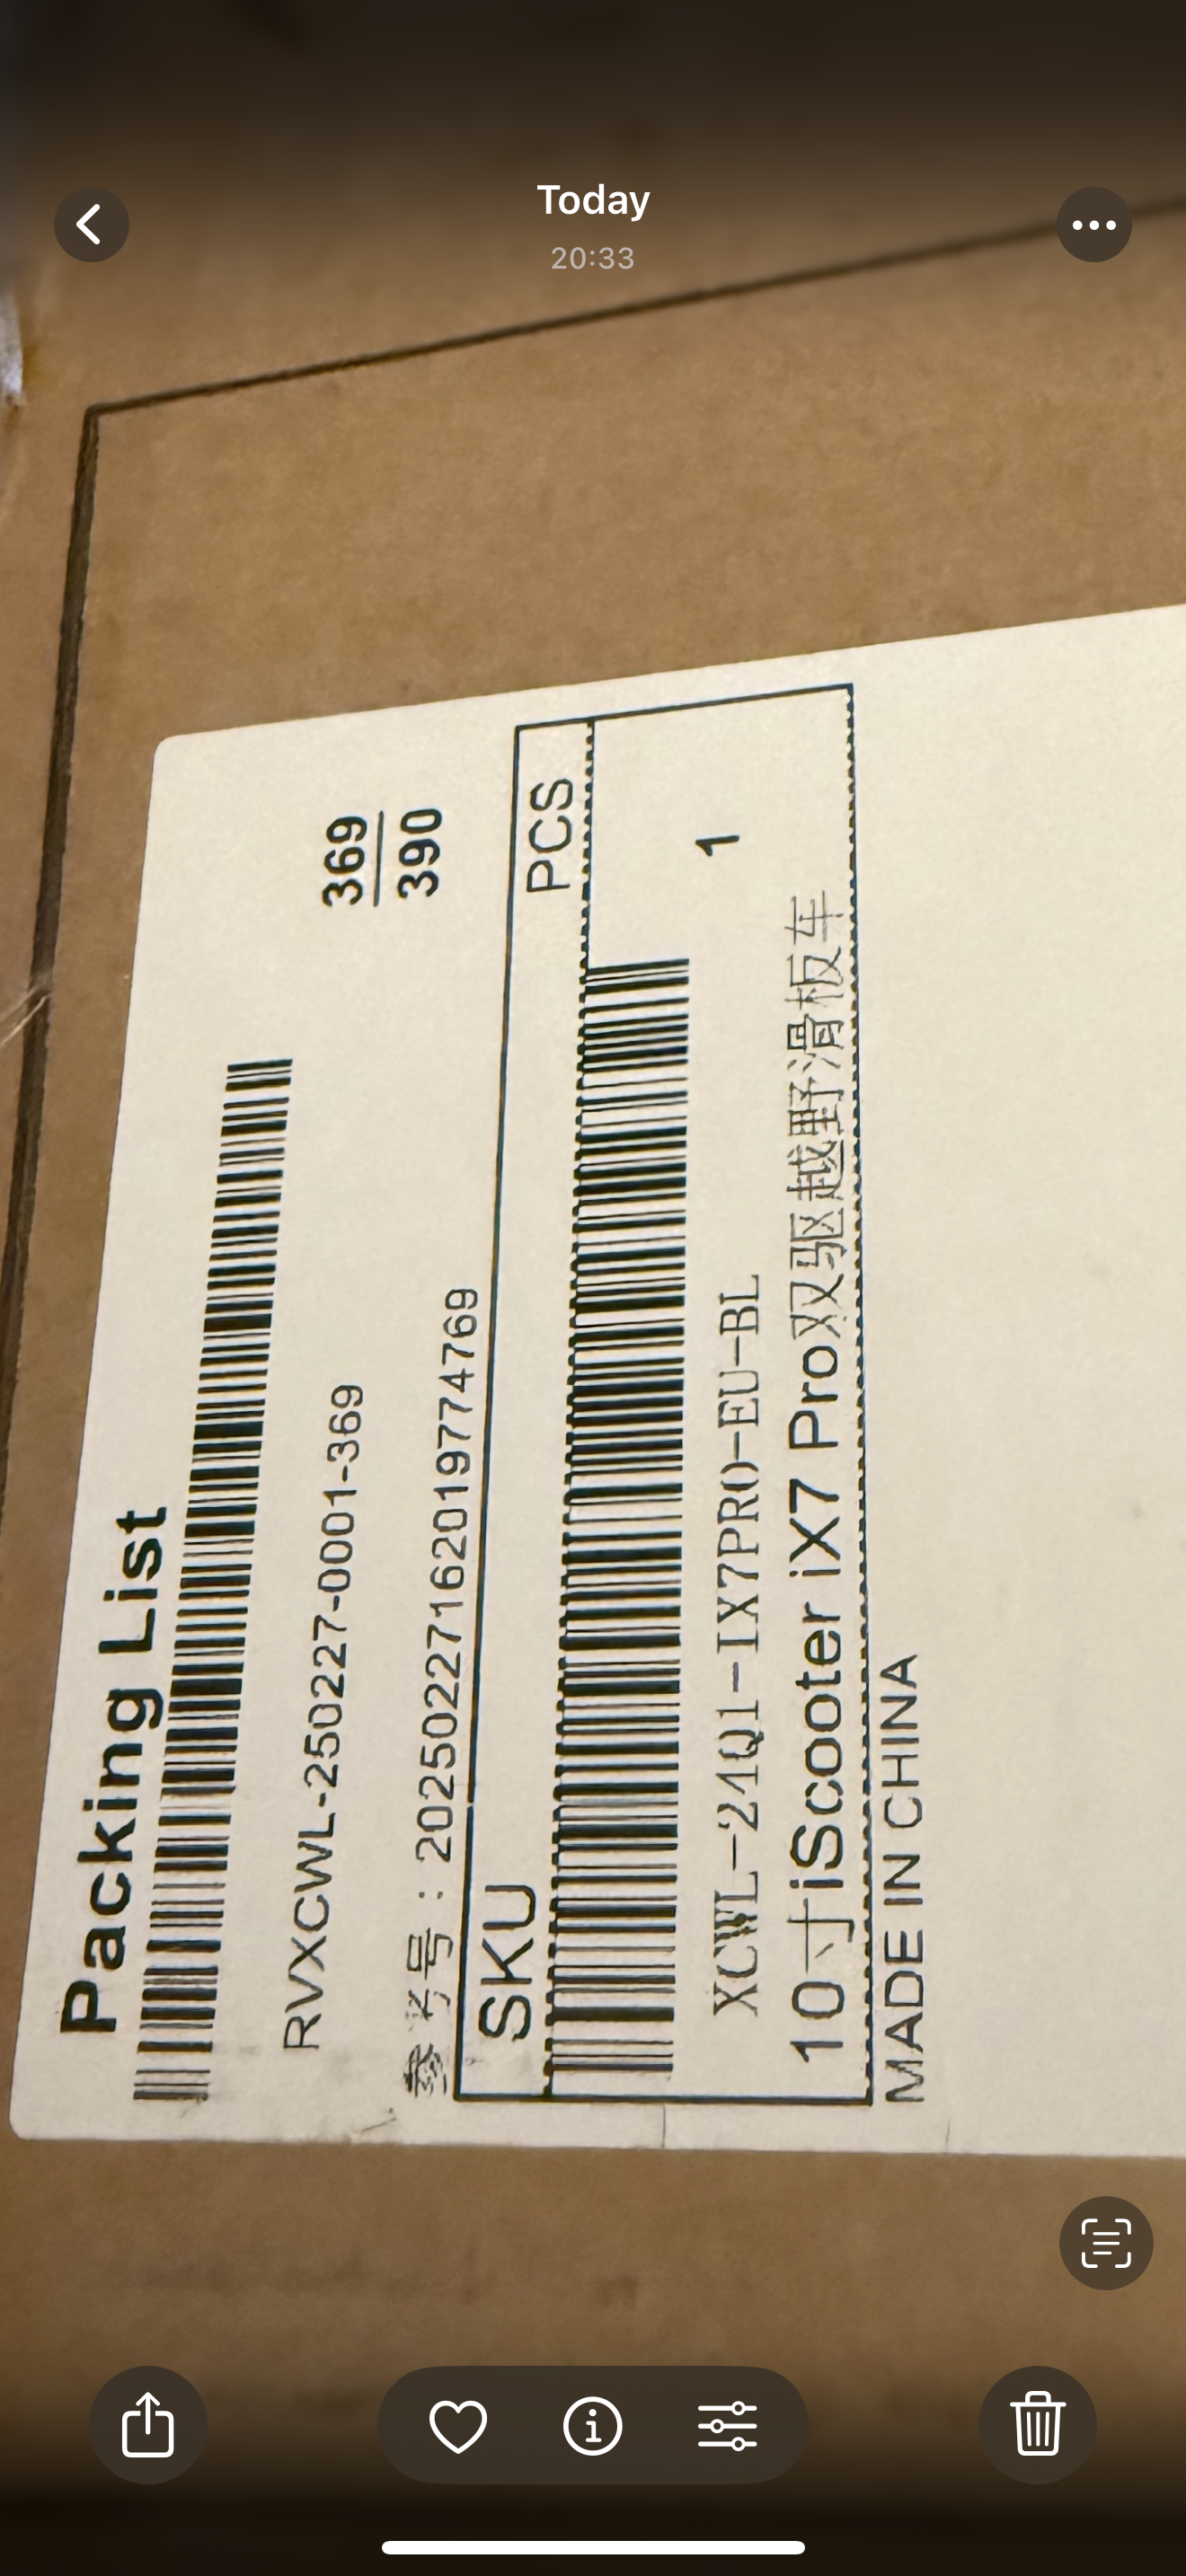 Today
20:33
Packing List
RVXCWL-250227-0001-369
369
390
参考号：202502271620197747​69
SKU
PCS
XCWL-24Q1-IX7PRO-EU-BL
1
10寸iScooter iX7 Pro双驱越野滑板车
MADE IN CHINA